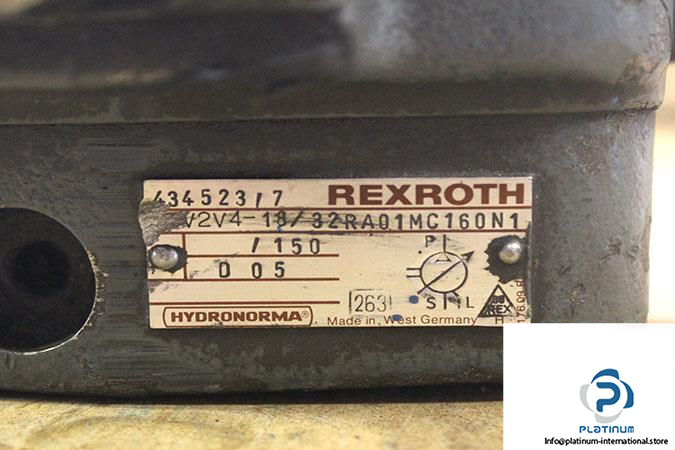 434523/7 REXROTH
V2V4-18/32RA01MC160N1
/150
D 05
P
S L
263
REX
HYDRONORMA®
Made in West Germany
H
PLATINUM
Info@platinum-international.store